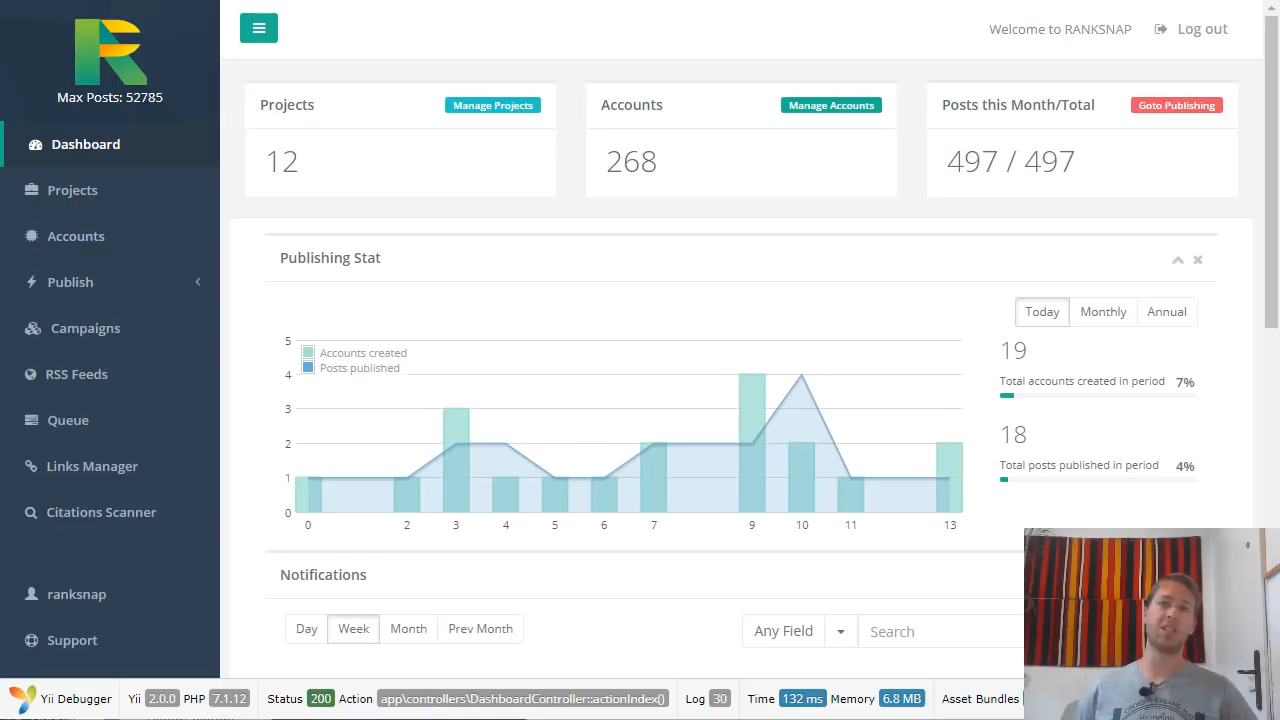 Max Posts: 52785
Dashboard
Projects
Accounts
Publish
Campaigns
RSS Feeds
Queue
Links Manager
Citations Scanner
ranksnap
Support
Welcome to RANKSNAP
Log out
Projects
Manage Projects
12
Accounts
Manage Accounts
268
Posts this Month/Total
Goto Publishing
497 / 497
Publishing Stat
Today
Monthly
Annual
5
4
3
2
1
0
Accounts created
Posts published
0
2
3
4
5
6
7
9
10
11
13
19
Total accounts created in period 7%
18
Total posts published in period 4%
Notifications
Day
Week
Month
Prev Month
Any Field
Search
Yii Debugger
Yii 2.0.0 PHP 7.1.12
Status 200 Action app\controllers\DashboardController::actionIndex()
Log 30
Time 132 ms Memory 6.8 MB
Asset Bundles